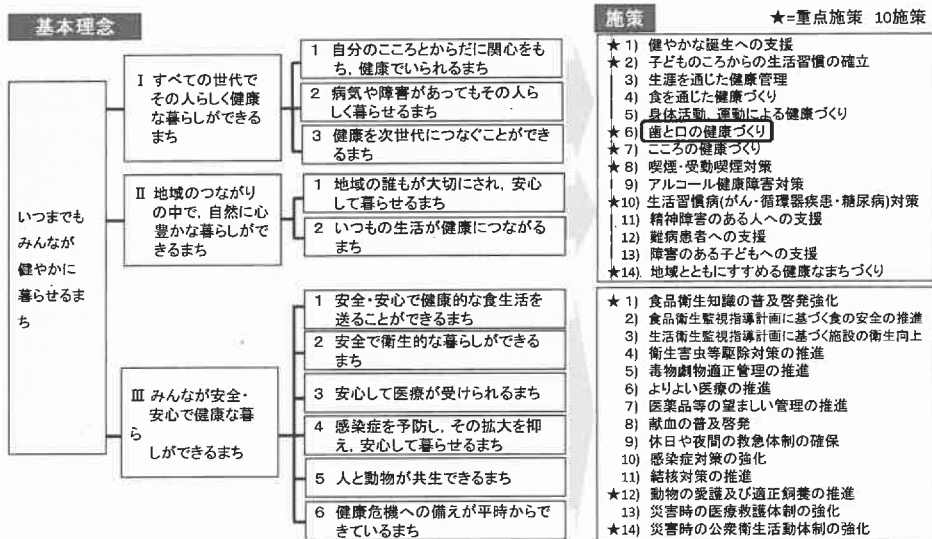 基本理念
いつまでも
みんなが
健やかに
暮らせるま
ち
Ⅰ すべての世代で
その人らしく健康
な暮らしができる
まち
1 自分のこころとからだに関心をも
ち，健康でいられるまち
2 病気や障害があってもその人ら
しく暮らせるまち
3 健康を次世代につなぐことができ
るまち
Ⅱ 地域のつながり
の中で，自然に心
豊かな暮らしがで
きるまち
1 地域の誰もが大切にされ，安心
して暮らせるまち
2 いつもの生活が健康につながる
まち
Ⅲ みんなが安全・
安心で健康な暮
ら
しができるまち
1 安全・安心で健康的な食生活を
送ることができるまち
2 安全で衛生的な暮らしができる
まち
3 安心して医療が受けられるまち
4 感染症を予防し，その拡大を抑
え，安心して暮らせるまち
5 人と動物が共生できるまち
6 健康危機への備えが平時からで
きているまち
施策
★=重点施策 10施策
★ 1) 健やかな誕生への支援
★ 2) 子どものころからの生活習慣の確立
3) 生涯を通じた健康管理
4) 食を通じた健康づくり
5) 身体活動、運動による健康づくり
★ 6) 歯と口の健康づくり
★ 7) こころの健康づくり
★ 8) 喫煙・受動喫煙対策
9) アルコール健康障害対策
★10) 生活習慣病(がん・循環器疾患・糖尿病)対策
11) 精神障害のある人への支援
12) 難病患者への支援
13) 障害のある子どもへの支援
★14) 地域とともにすすめる健康なまちづくり
★ 1) 食品衛生知識の普及啓発強化
2) 食品衛生監視指導計画に基づく食の安全の推進
3) 生活衛生監視指導計画に基づく施設の衛生向上
4) 衛生害虫等駆除対策の推進
5) 毒物劇物適正管理の推進
6) よりよい医療の推進
7) 医薬品等の望ましい管理の推進
8) 献血の普及啓発
9) 休日や夜間の救急体制の確保
10) 感染症対策の強化
11) 結核対策の推進
★12) 動物の愛護及び適正飼養の推進
13) 災害時の医療救護体制の強化
★14) 災害時の公衆衛生活動体制の強化